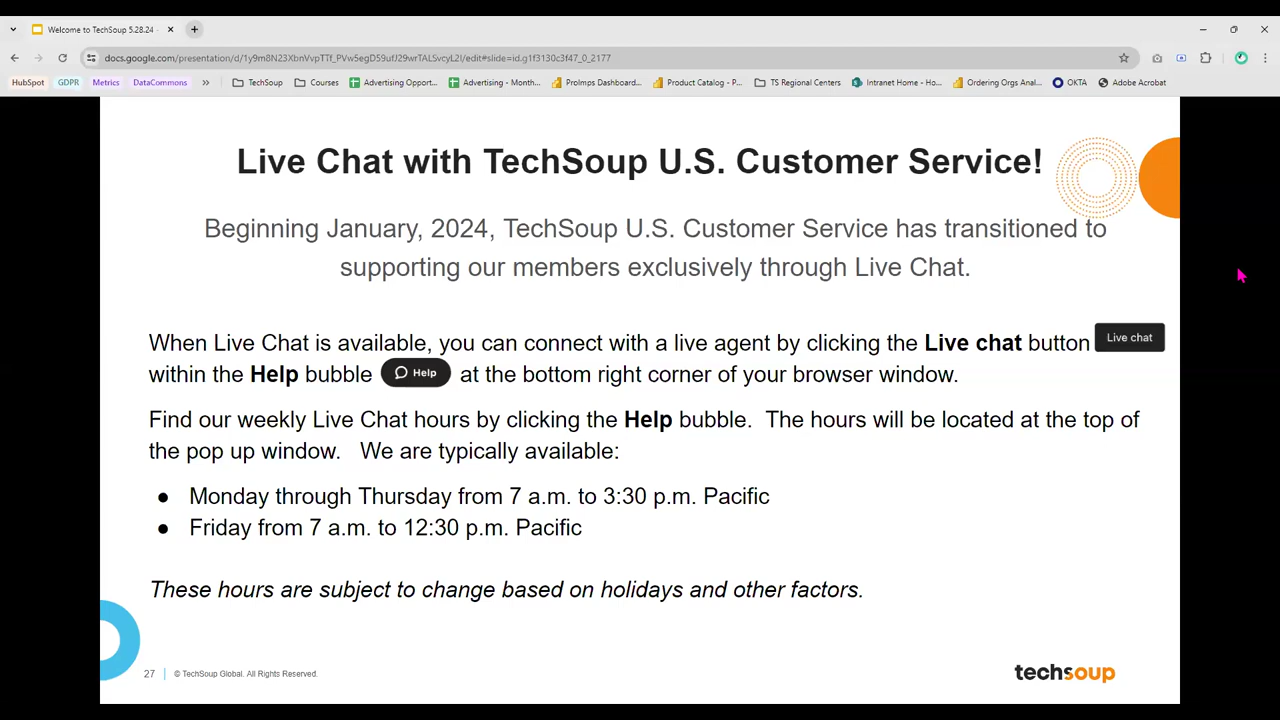 Welcome to TechSoup 5.28.24 -
docs.google.com/presentation/d/1y9m8N23XbnVvpTTf_PVw5egD59ufJ29wrTALSvcyL2I/edit#slide=id.g1f3130c3f47_0_2177
HubSpot GDPR Metrics DataCommons » TechSoup Courses Advertising Opport... Advertising - Month... ProImps Dashboard... Product Catalog - P... TS Regional Centers Intranet Home - Ho... Ordering Orgs Anal... OKTA Adobe Acrobat
Live Chat with TechSoup U.S. Customer Service!
Beginning January, 2024, TechSoup U.S. Customer Service has transitioned to
supporting our members exclusively through Live Chat.
When Live Chat is available, you can connect with a live agent by clicking the Live chat button Live chat
within the Help bubble Help at the bottom right corner of your browser window.
Find our weekly Live Chat hours by clicking the Help bubble. The hours will be located at the top of
the pop up window. We are typically available:
● Monday through Thursday from 7 a.m. to 3:30 p.m. Pacific
● Friday from 7 a.m. to 12:30 p.m. Pacific
These hours are subject to change based on holidays and other factors.
27 | © TechSoup Global. All Rights Reserved.
techsoup